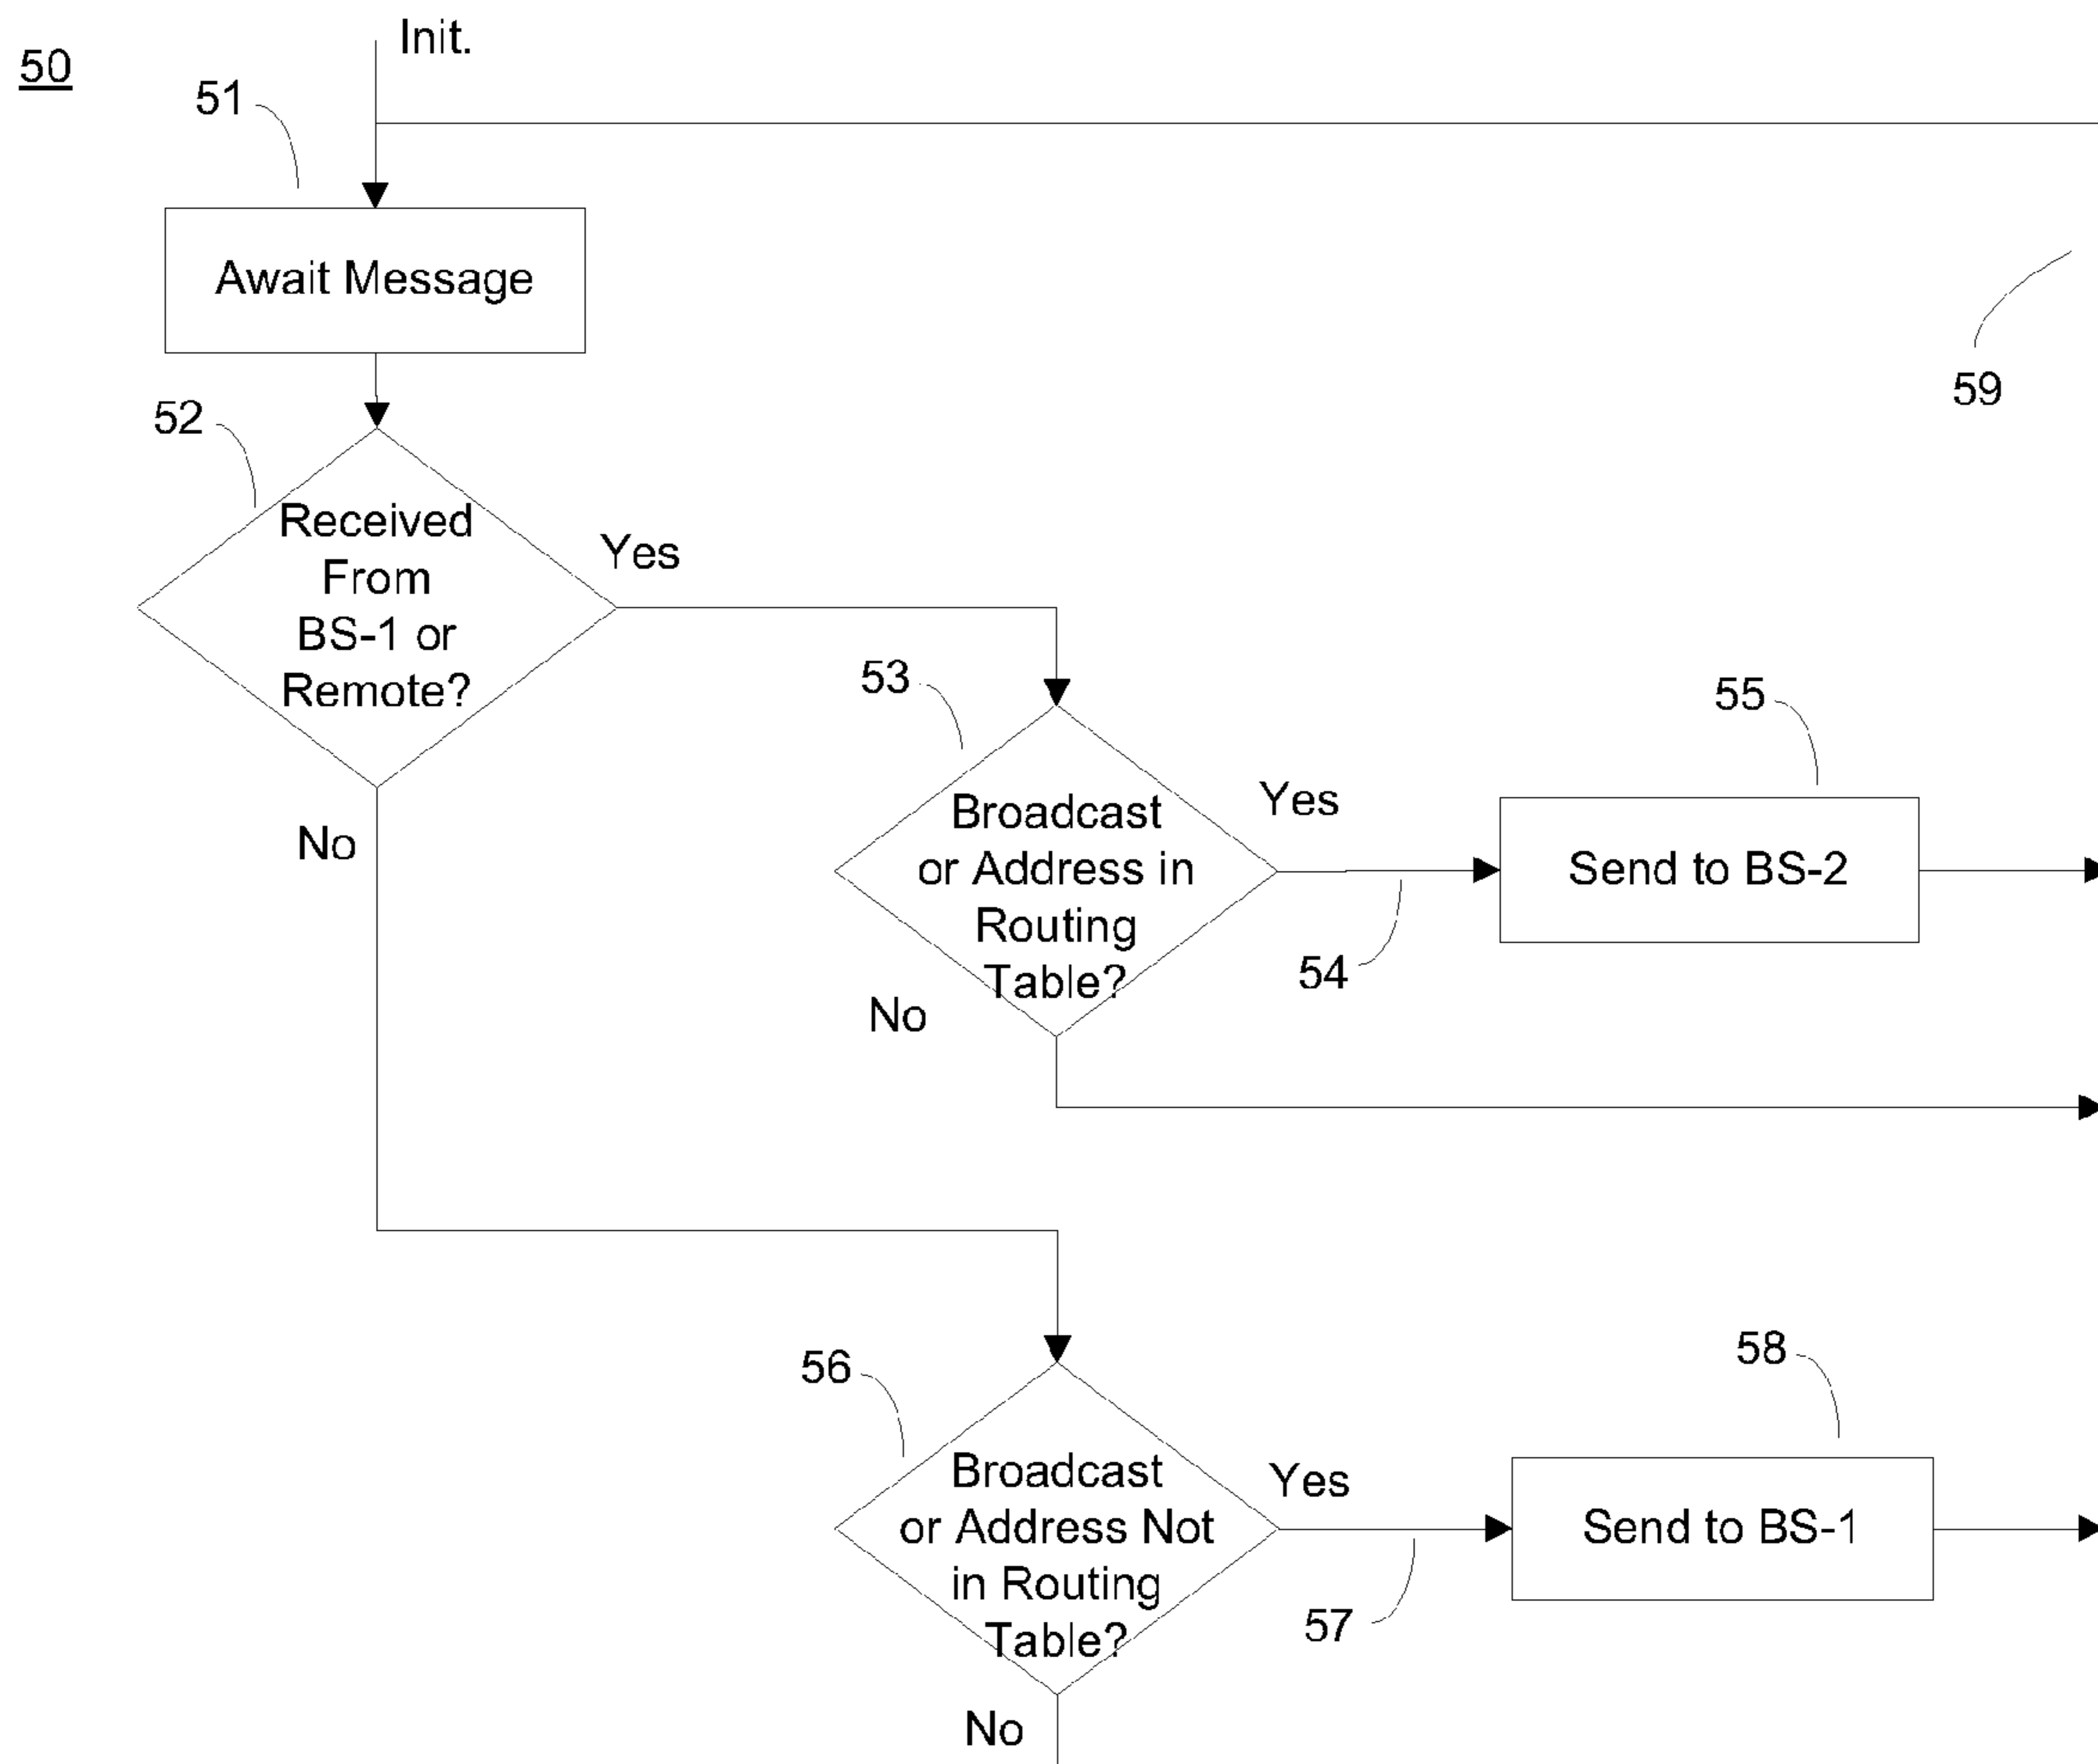 50
Init.
51
Await Message
59
52
Received
From
BS-1 or
Remote?
Yes
No
53
Broadcast
or Address in
Routing
Table?
Yes
No
54
55
Send to BS-2
56
Broadcast
or Address Not
in Routing
Table?
Yes
No
57
58
Send to BS-1